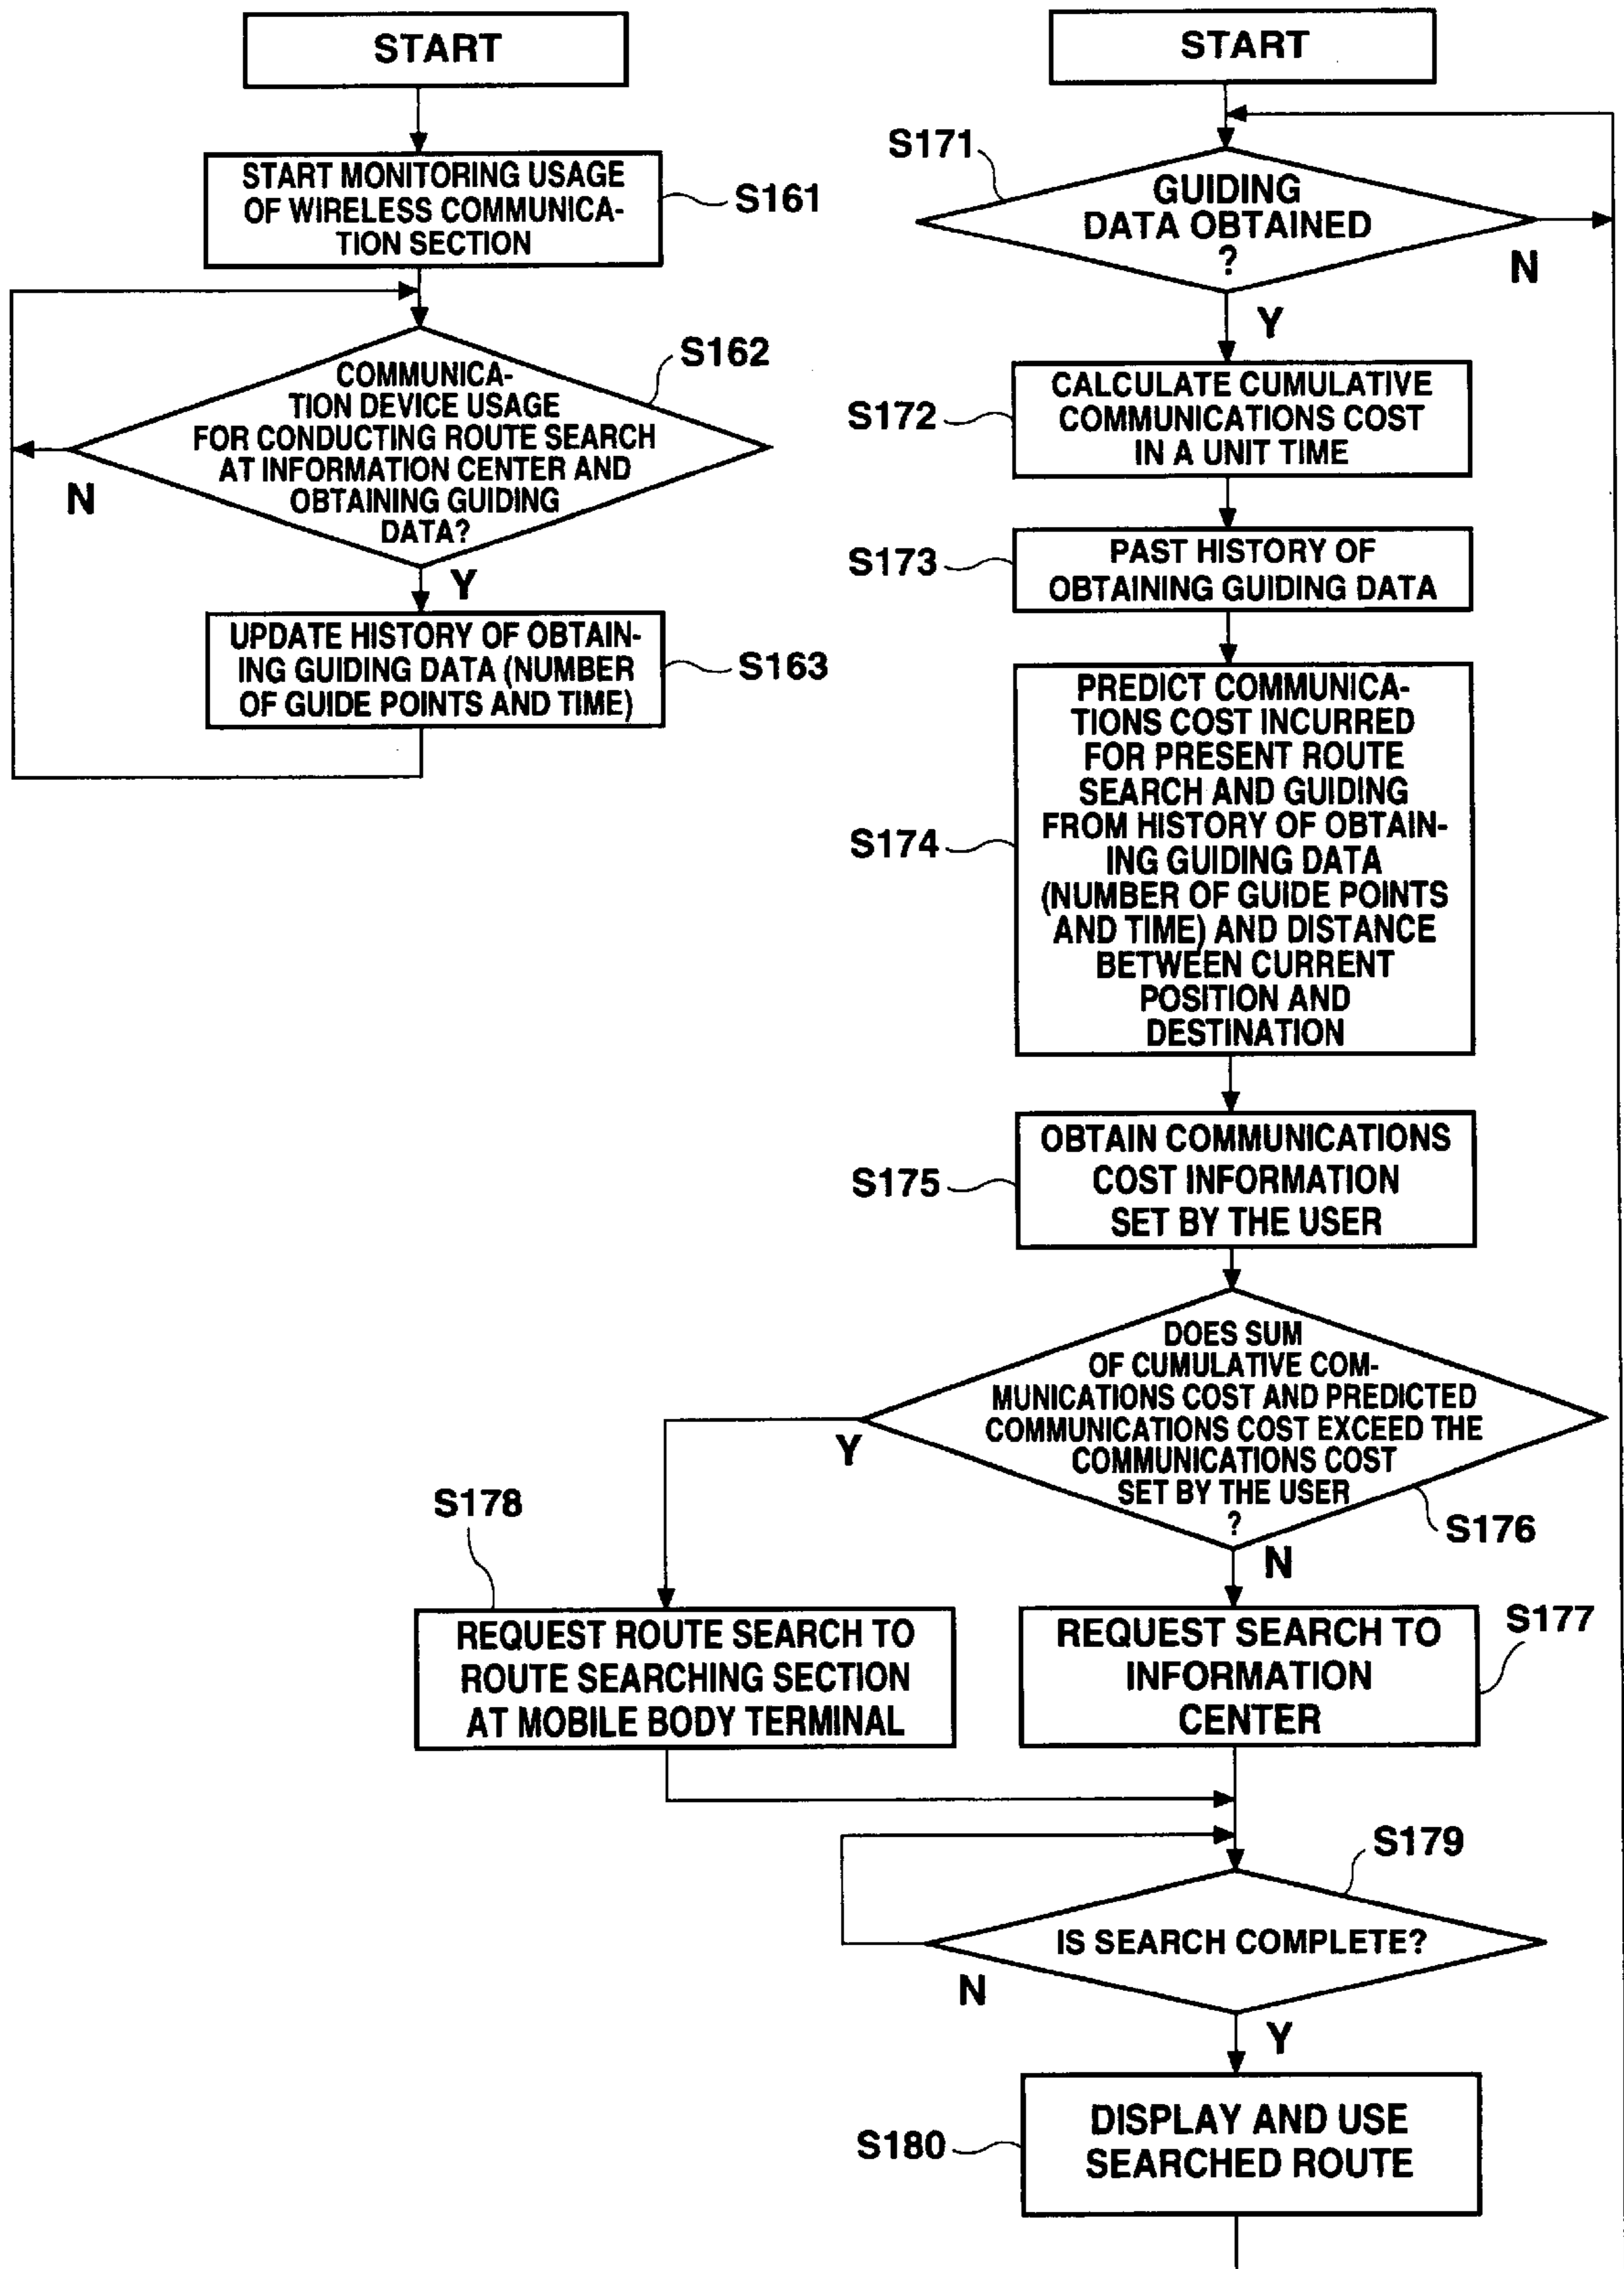 START
START MONITORING USAGE
OF WIRELESS COMMUNICA-
TION SECTION
S161
COMMUNICA-
TION DEVICE USAGE
FOR CONDUCTING ROUTE SEARCH
AT INFORMATION CENTER AND
OBTAINING GUIDING
DATA?
S162
N
Y
UPDATE HISTORY OF OBTAIN-
ING GUIDING DATA (NUMBER
OF GUIDE POINTS AND TIME)
S163
START
S171
GUIDING
DATA OBTAINED
?
N
Y
S172
CALCULATE CUMULATIVE
COMMUNICATIONS COST
IN A UNIT TIME
S173
PAST HISTORY OF
OBTAINING GUIDING DATA
S174
PREDICT COMMUNICA-
TIONS COST INCURRED
FOR PRESENT ROUTE
SEARCH AND GUIDING
FROM HISTORY OF OBTAIN-
ING GUIDING DATA
(NUMBER OF GUIDE POINTS
AND TIME) AND DISTANCE
BETWEEN CURRENT
POSITION AND
DESTINATION
S175
OBTAIN COMMUNICATIONS
COST INFORMATION
SET BY THE USER
DOES SUM
OF CUMULATIVE COM-
MUNICATIONS COST AND PREDICTED
COMMUNICATIONS COST EXCEED THE
COMMUNICATIONS COST
SET BY THE USER
?
S176
Y
N
S178
REQUEST ROUTE SEARCH TO
ROUTE SEARCHING SECTION
AT MOBILE BODY TERMINAL
REQUEST SEARCH TO
INFORMATION
CENTER
S177
S179
IS SEARCH COMPLETE?
N
Y
S180
DISPLAY AND USE
SEARCHED ROUTE